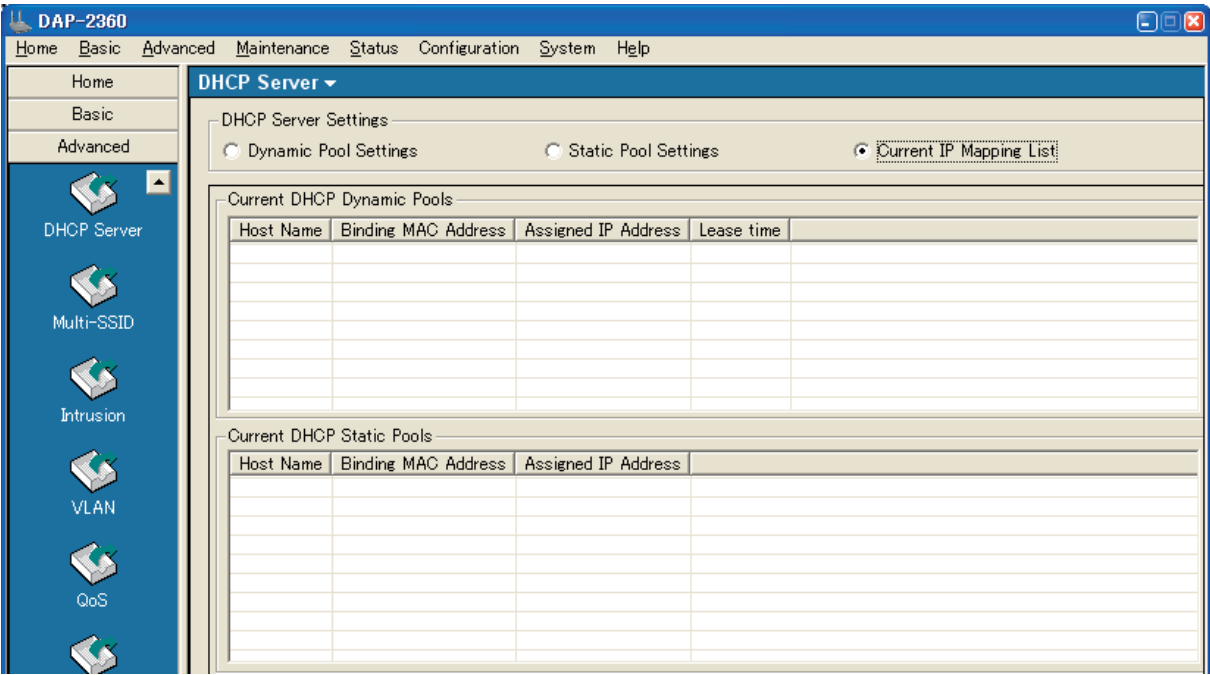 DAP-2360
Home Basic Advanced Maintenance Status Configuration System Help
Home
Basic
Advanced
DHCP Server
Multi-SSID
Intrusion
VLAN
QoS
DHCP Server
DHCP Server Settings
Dynamic Pool Settings Static Pool Settings Current IP Mapping List
Current DHCP Dynamic Pools
Host Name Binding MAC Address Assigned IP Address Lease time
Current DHCP Static Pools
Host Name Binding MAC Address Assigned IP Address